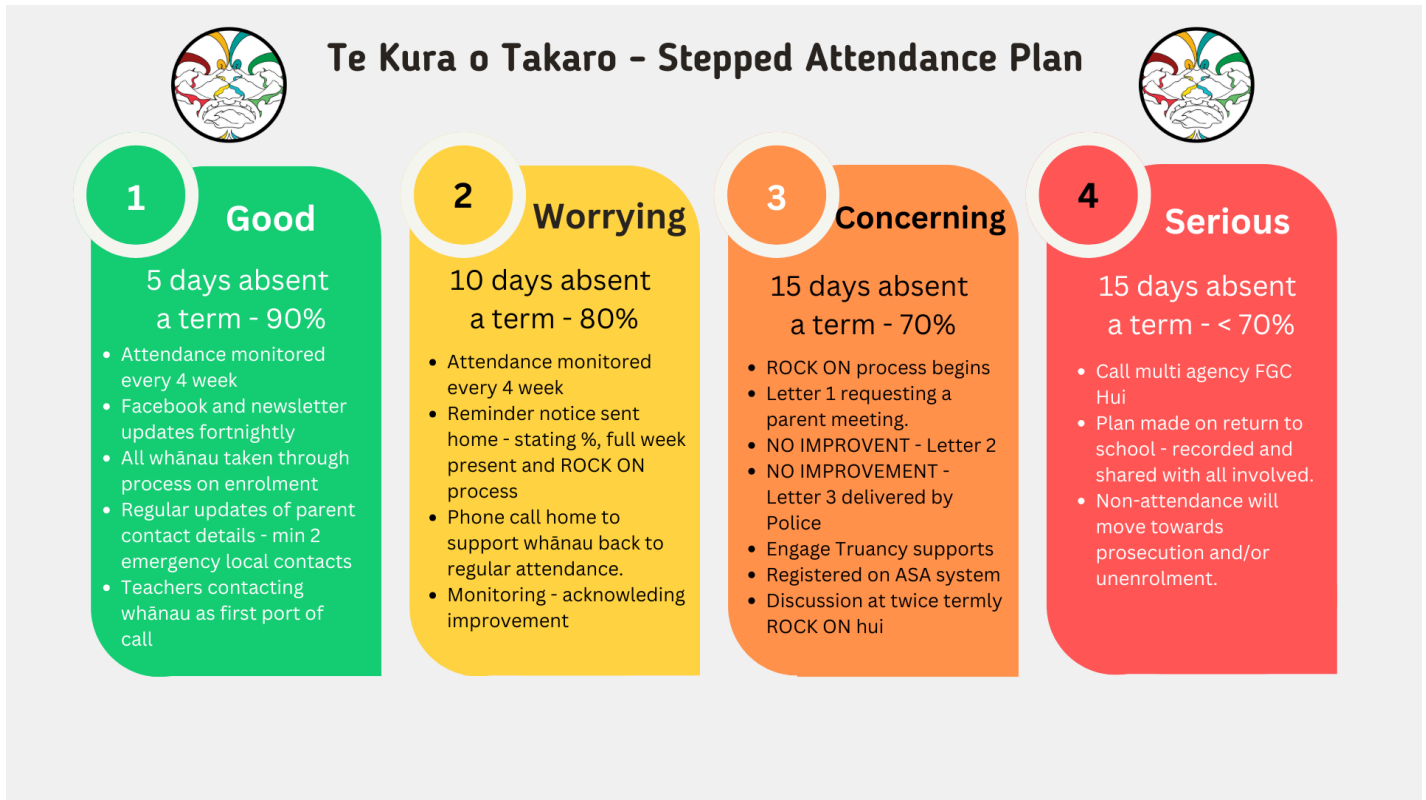 Te Kura o Takaro - Stepped Attendance Plan
1
Good
5 days absent
a term - 90%
• Attendance monitored
every 4 week
• Facebook and newsletter
updates fortnightly
• All whānau taken through
process on enrolment
• Regular updates of parent
contact details - min 2
emergency local contacts
• Teachers contacting
whānau as first port of
call
2
Worrying
10 days absent
a term - 80%
• Attendance monitored
every 4 week
• Reminder notice sent
home - stating %, full week
present and ROCK ON
process
• Phone call home to
support whānau back to
regular attendance.
• Monitoring - acknowleding
improvement
3
Concerning
15 days absent
a term - 70%
• ROCK ON process begins
• Letter 1 requesting a
parent meeting.
• NO IMPROVENT - Letter 2
• NO IMPROVEMENT -
Letter 3 delivered by
Police
• Engage Truancy supports
• Registered on ASA system
• Discussion at twice termly
ROCK ON hui
4
Serious
15 days absent
a term - < 70%
• Call multi agency FGC
Hui
• Plan made on return to
school - recorded and
shared with all involved.
• Non-attendance will
move towards
prosecution and/or
unenrolment.